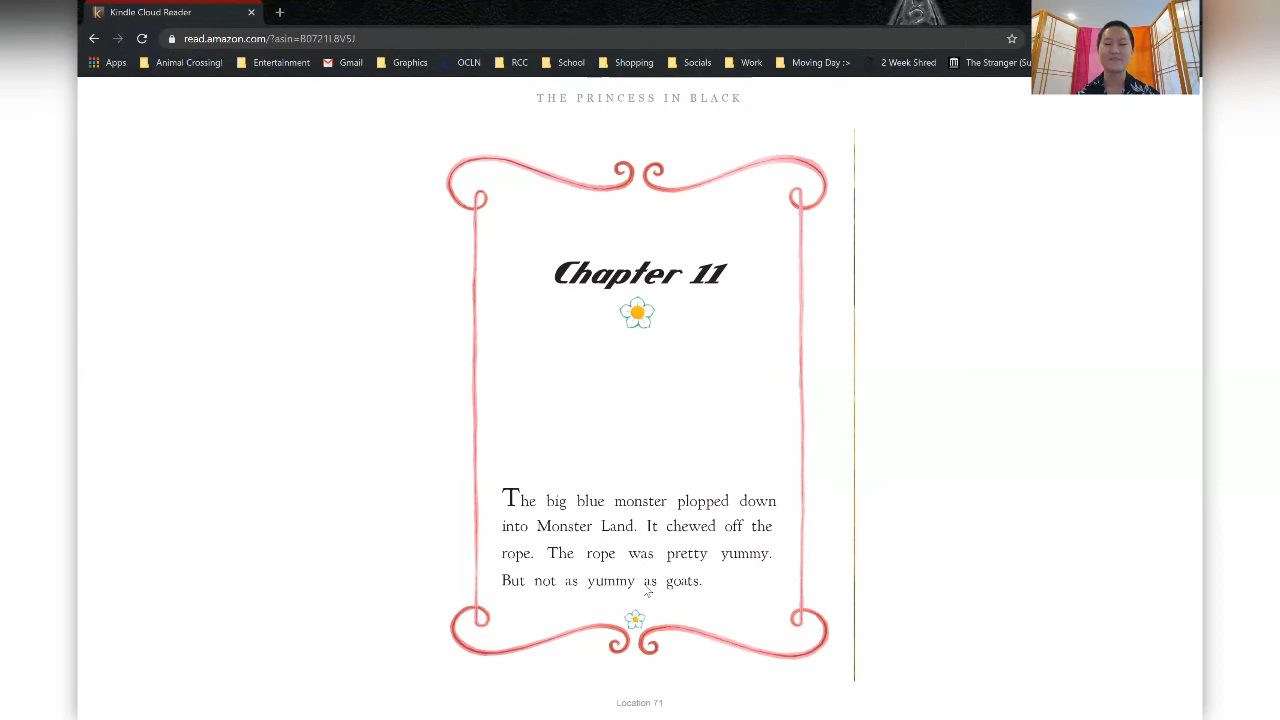 Kindle Cloud Reader
read.amazon.com/?asin=B0721L8V5J
Apps Animal Crossing! Entertainment Gmail Graphics OCLN RCC School Shopping Socials Work Moving Day :> 2 Week Shred The Stranger (Su
THE PRINCESS IN BLACK
Chapter 11
The big blue monster plopped down
into Monster Land. It chewed off the
rope. The rope was pretty yummy.
But not as yummy as goats.
Location 71